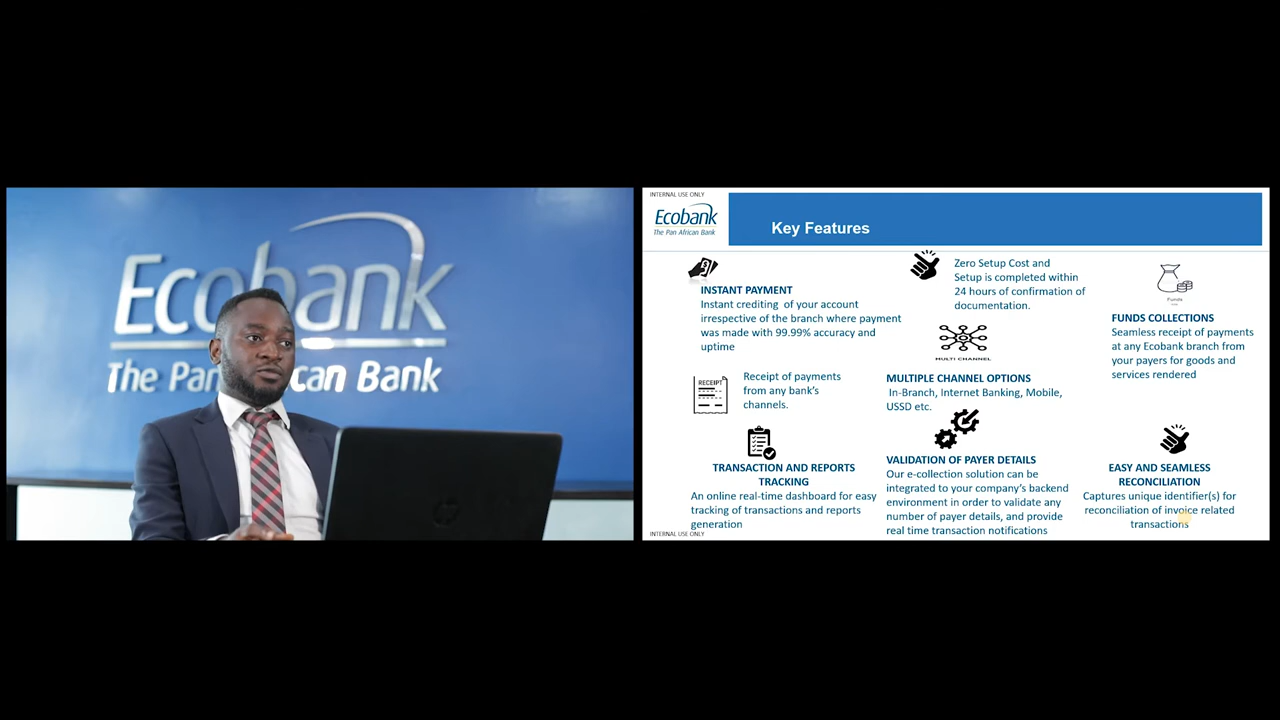 Ecobank
The Pan African Bank
INTERNAL USE ONLY
Ecobank
The Pan African Bank
Key Features
INSTANT PAYMENT
Instant crediting of your account
irrespective of the branch where payment
was made with 99.99% accuracy and
uptime
Zero Setup Cost and
Setup is completed within
24 hours of confirmation of
documentation.
Funds
FUNDS COLLECTIONS
Seamless receipt of payments
at any Ecobank branch from
your payers for goods and
services rendered
RECEIPT
Receipt of payments
from any bank's
channels.
MULTI CHANNEL
MULTIPLE CHANNEL OPTIONS
In-Branch, Internet Banking, Mobile,
USSD etc.
TRANSACTION AND REPORTS
TRACKING
An online real-time dashboard for easy
tracking of transactions and reports
generation
VALIDATION OF PAYER DETAILS
Our e-collection solution can be
integrated to your company's backend
environment in order to validate any
number of payer details, and provide
real time transaction notifications
EASY AND SEAMLESS
RECONCILIATION
Captures unique identifier(s) for
reconciliation of invoice related
transactions
INTERNAL USE ONLY